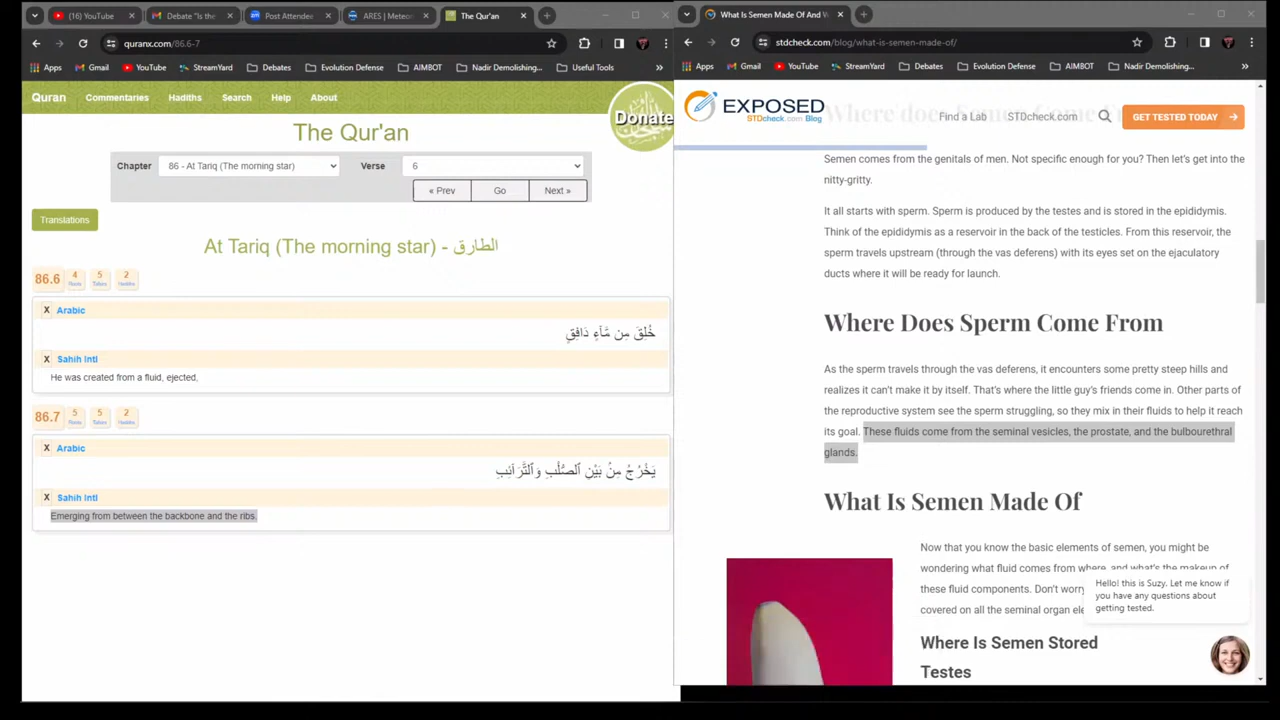 (16) YouTube
Debate "Is the
Post Attendee
ARES | Meteor
The Qur'an
quranx.com/86.6-7
Apps
Gmail
YouTube
StreamYard
Debates
Evolution Defense
AIMBOT
Nadir Demolishing...
Useful Tools
»
Quran
Commentaries
Hadiths
Search
Help
About
Donate
The Qur'an
Chapter
86 - At Tariq (The morning star)
Verse
6
« Prev
Go
Next »
Translations
At Tariq (The morning star) - الطارق
86.6
4
5
2
X Arabic
خُلِقَ مِن مَّآءٍ دَافِقٍ
X Sahih Intl
He was created from a fluid, ejected,
86.7
5
5
2
X Arabic
يَخْرُجُ مِنۢ بَيْنِ ٱلصُّلْبِ وَٱلتَّرَآئِبِ
X Sahih Intl
Emerging from between the backbone and the ribs.
What Is Semen Made Of And W
stdcheck.com/blog/what-is-semen-made-of/
Apps
Gmail
YouTube
StreamYard
Debates
Evolution Defense
AIMBOT
Nadir Demolishing...
»
EXPOSED
STDcheck.com Blog
Where does Semen Come F
Find a Lab
STDcheck.com
GET TESTED TODAY
Semen comes from the genitals of men. Not specific enough for you? Then let's get into the
nitty-gritty.
It all starts with sperm. Sperm is produced by the testes and is stored in the epididymis.
Think of the epididymis as a reservoir in the back of the testicles. From this reservoir, the
sperm travels upstream (through the vas deferens) with its eyes set on the ejaculatory
ducts where it will be ready for launch.
Where Does Sperm Come From
As the sperm travels through the vas deferens, it encounters some pretty steep hills and
realizes it can't make it by itself. That's where the little guy's friends come in. Other parts of
the reproductive system see the sperm struggling, so they mix in their fluids to help it reach
its goal. These fluids come from the seminal vesicles, the prostate, and the bulbourethral
glands.
What Is Semen Made Of
Now that you know the basic elements of semen, you might be
wondering what fluid comes from where, and what's the makeup of
these fluid components. Don't worry
covered on all the seminal organ ele
Hello! this is Suzy. Let me know if
you have any questions about
getting tested.
Where Is Semen Stored
Testes